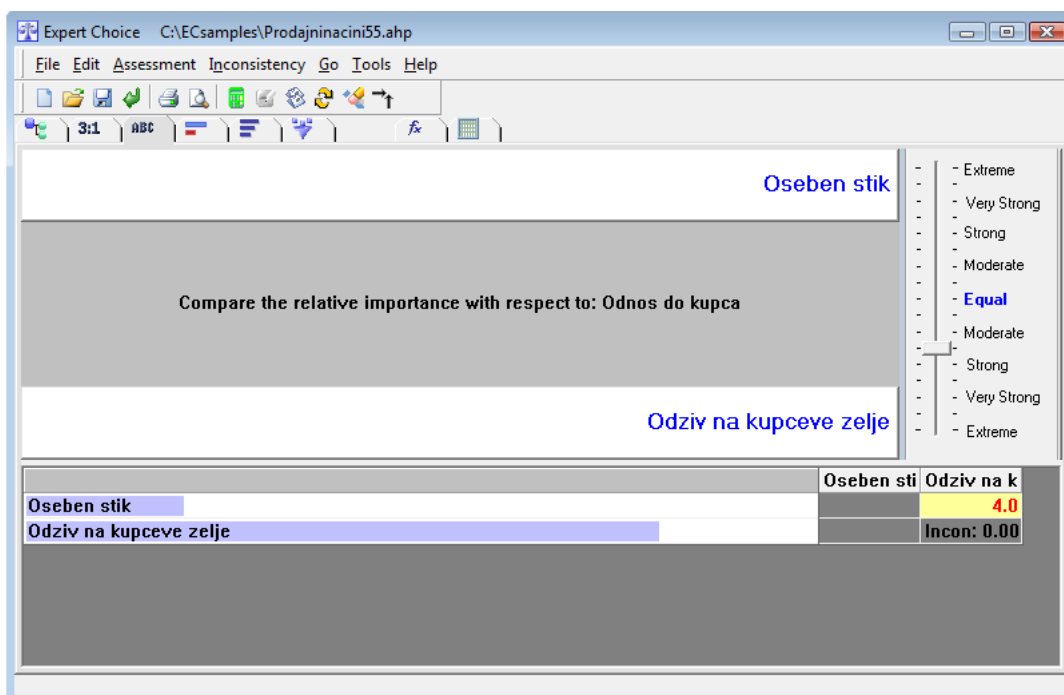 Expert Choice C:\ECsamples\Prodajninacini55.ahp
File Edit Assessment Inconsistency Go Tools Help
3:1 ABC fx
Oseben stik
Compare the relative importance with respect to: Odnos do kupca
Odziv na kupceve zelje
Extreme
Very Strong
Strong
Moderate
Equal
Moderate
Strong
Very Strong
Extreme
Oseben sti Odziv na k
Oseben stik 4.0
Odziv na kupceve zelje Incon: 0.00